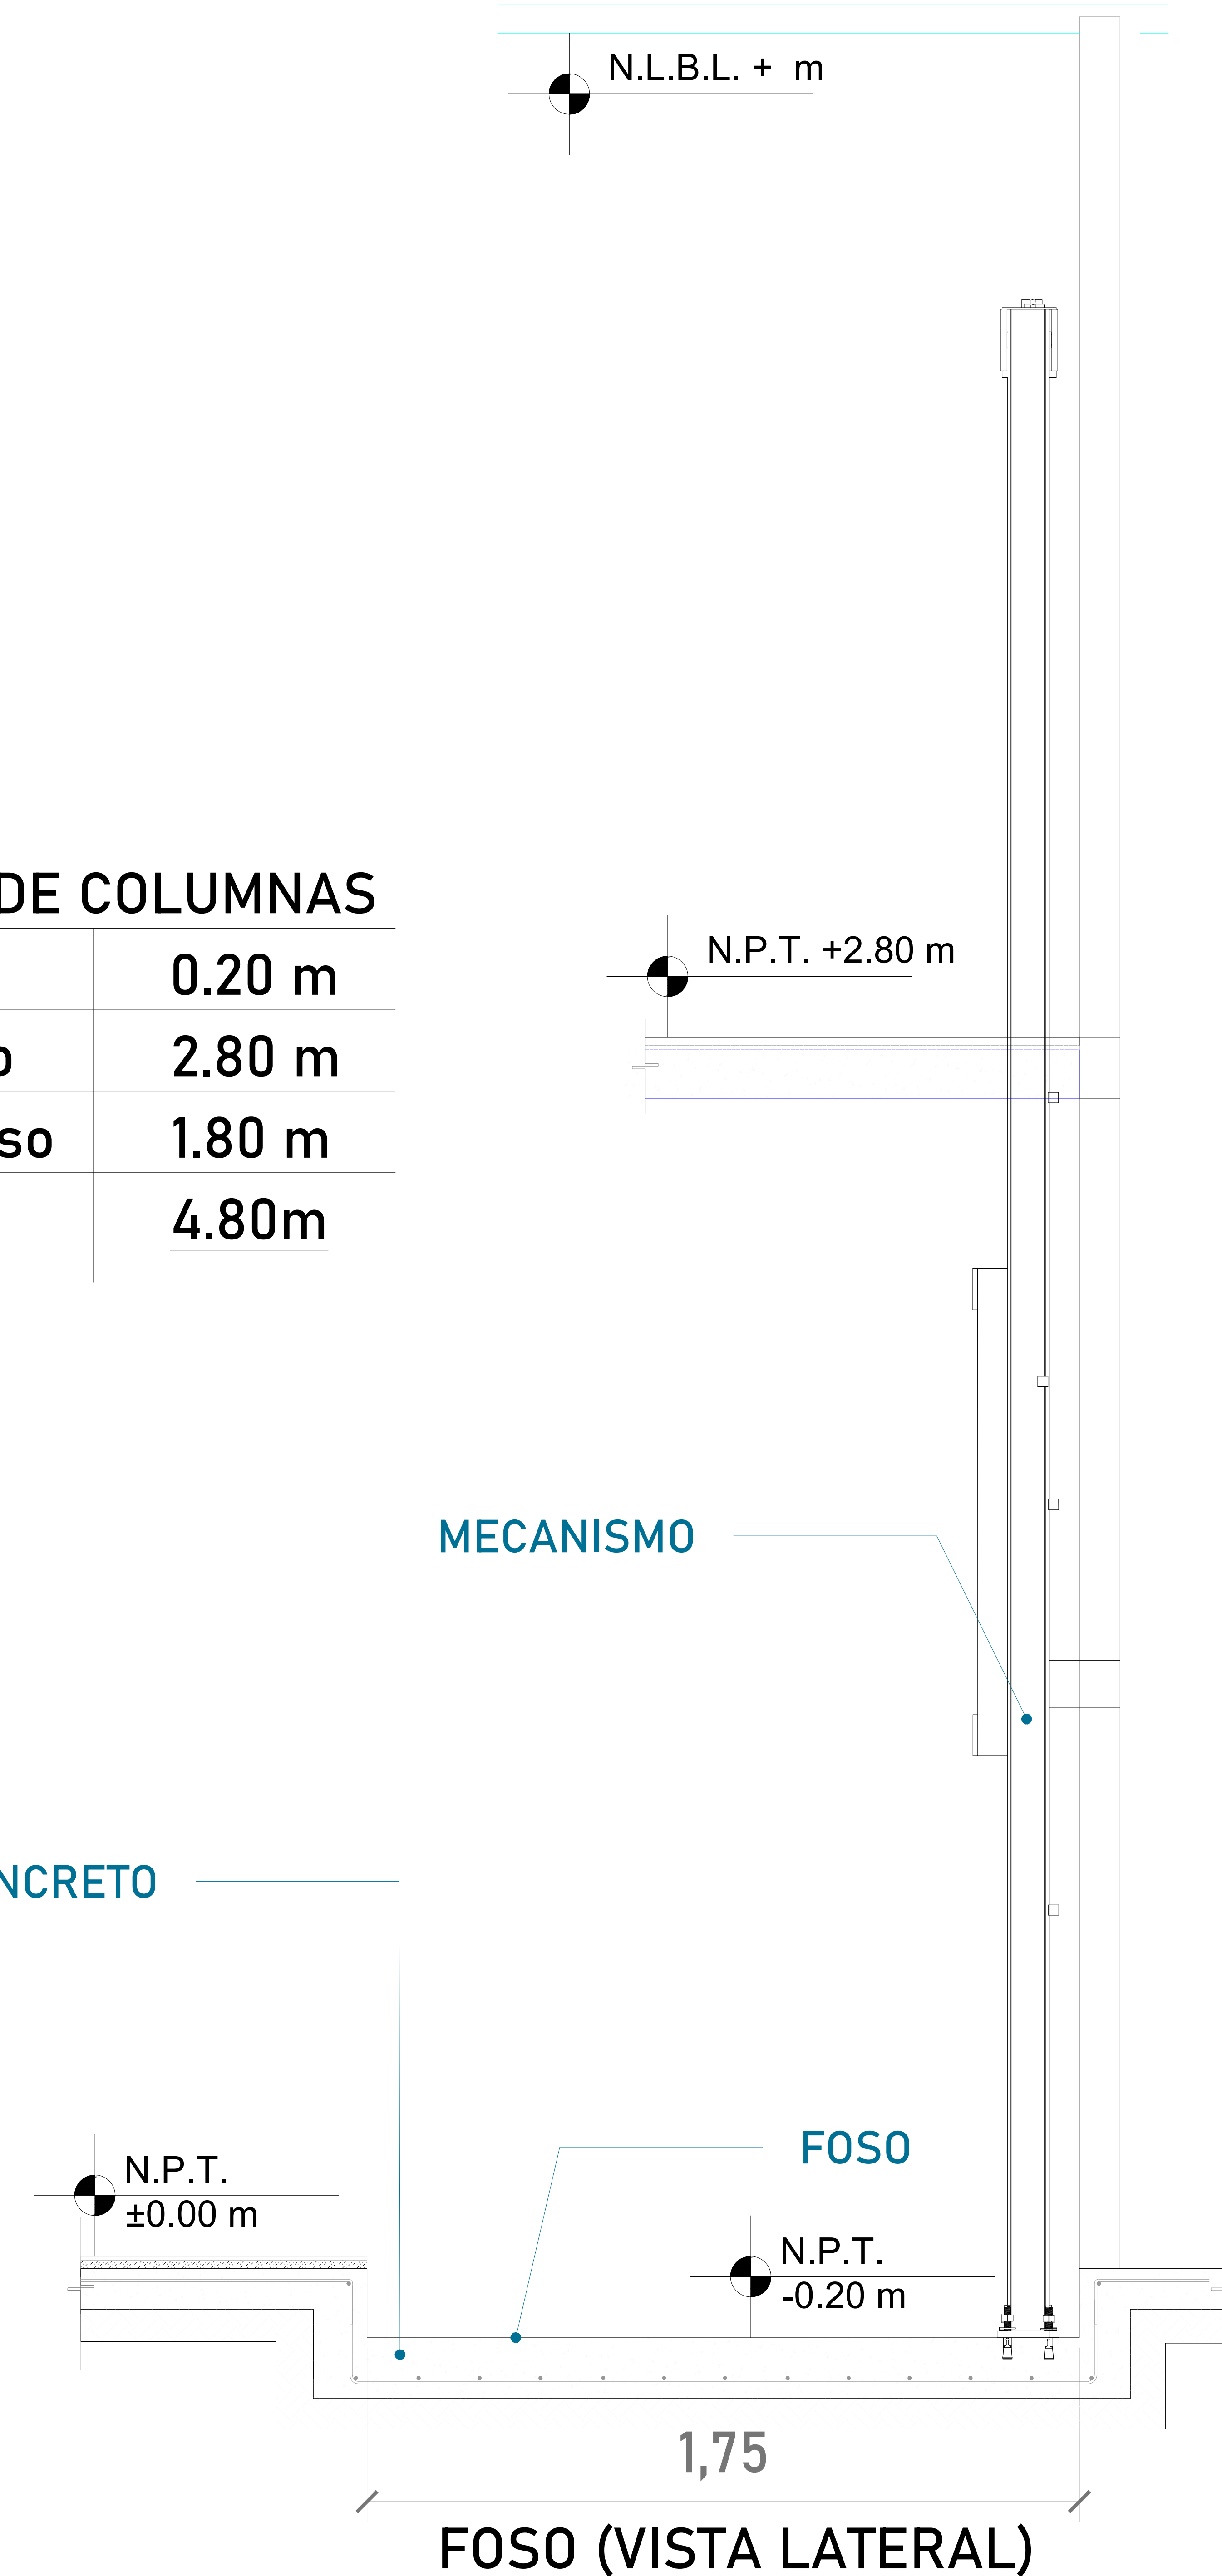 N.L.B.L. + m
DE COLUMNAS
0.20 m
o 2.80 m
so 1.80 m
4.80m
N.P.T. +2.80 m
MECANISMO
NCRETO
FOSO
N.P.T.
±0.00 m
N.P.T.
-0.20 m
1,75
FOSO (VISTA LATERAL)